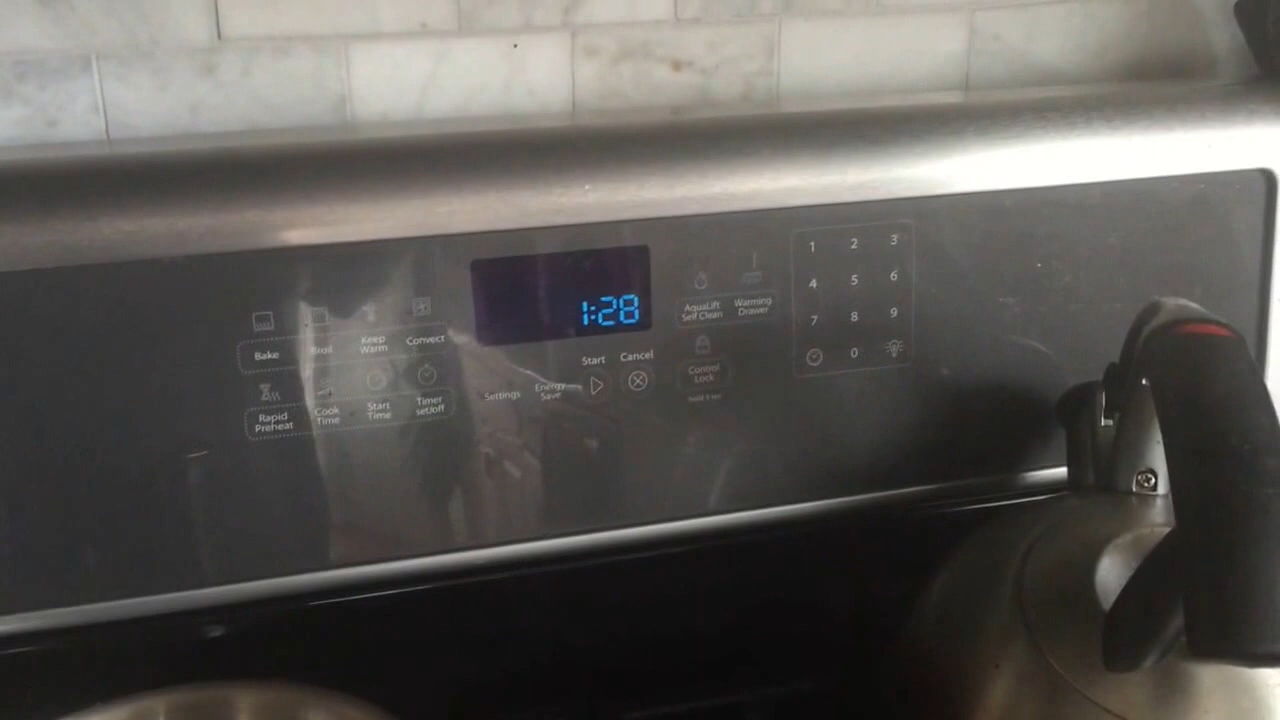 1:28
Bake
Broil
Keep
Warm
Convect
Rapid
Preheat
Cook
Time
Start
Time
Timer
set/off
Settings
Energy
Save
Start
Cancel
AquaLift
Self Clean
Warming
Drawer
Control
Lock
1 2 3
4 5 6
7 8 9
0